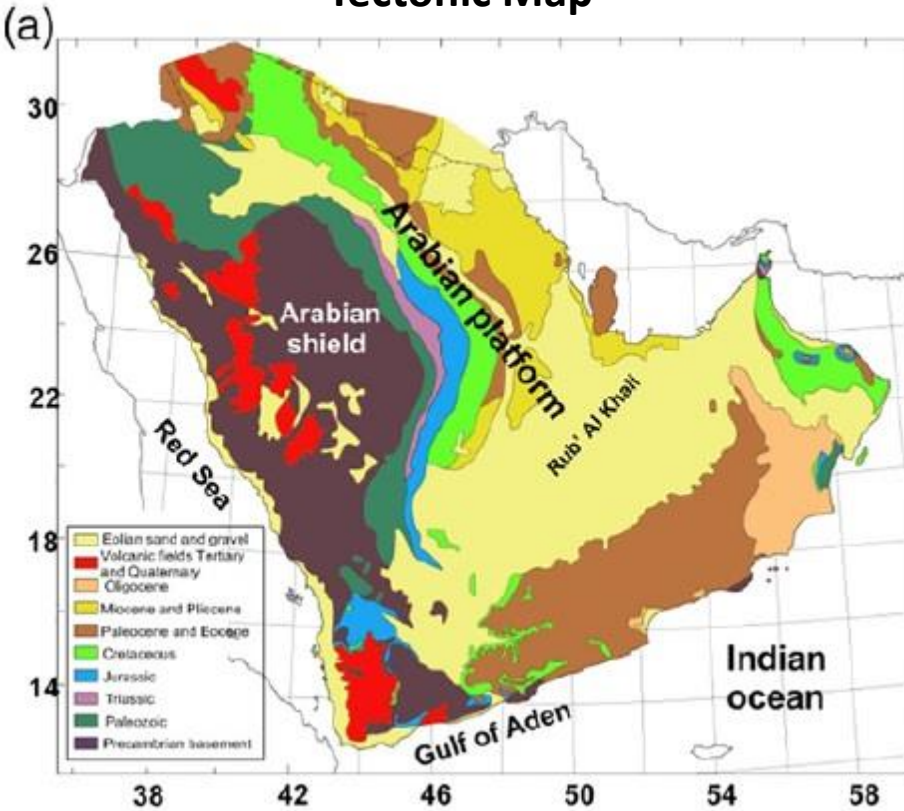 Tectonic Map
(a)
30
26
22
18
14
Arabian platform
Arabian
shield
Rub' Al Khali
Red Sea
Eolian sand and gravel
Volcanic fields Tertiary
and Quaternary
Oligocene
Miocene and Pliocene
Paleocene and Eocene
Cretaceous
Jurassic
Triassic
Paleozoic
Precambrian basement
Indian
ocean
Gulf of Aden
38
42
46
50
54
58